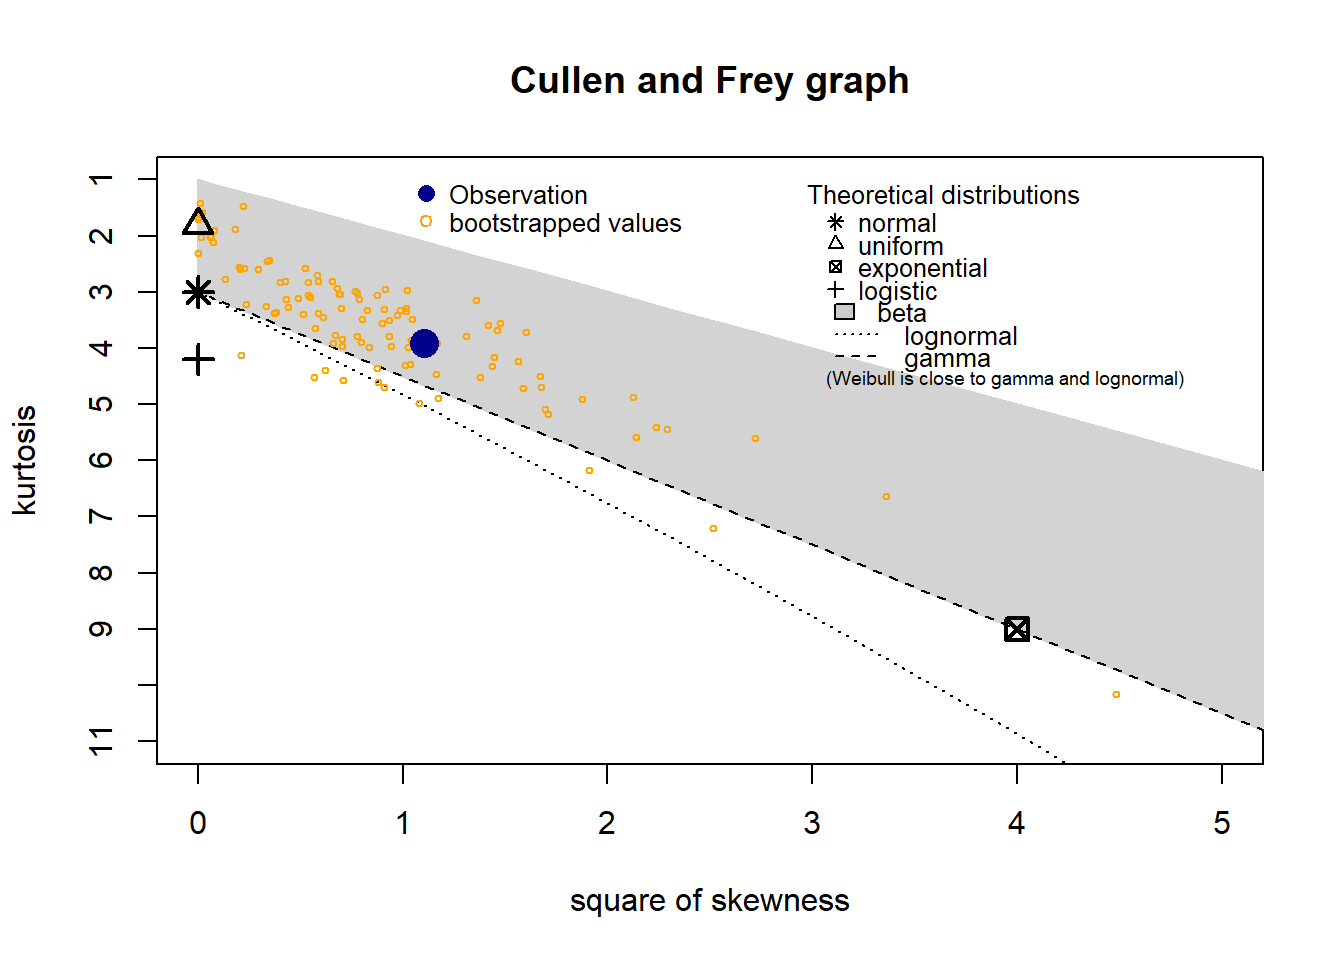 Cullen and Frey graph
Observation
bootstrapped values
Theoretical distributions
normal
uniform
exponential
logistic
beta
lognormal
gamma
(Weibull is close to gamma and lognormal)
kurtosis
1
2
3
4
5
6
7
8
9
11
0 1 2 3 4 5
square of skewness